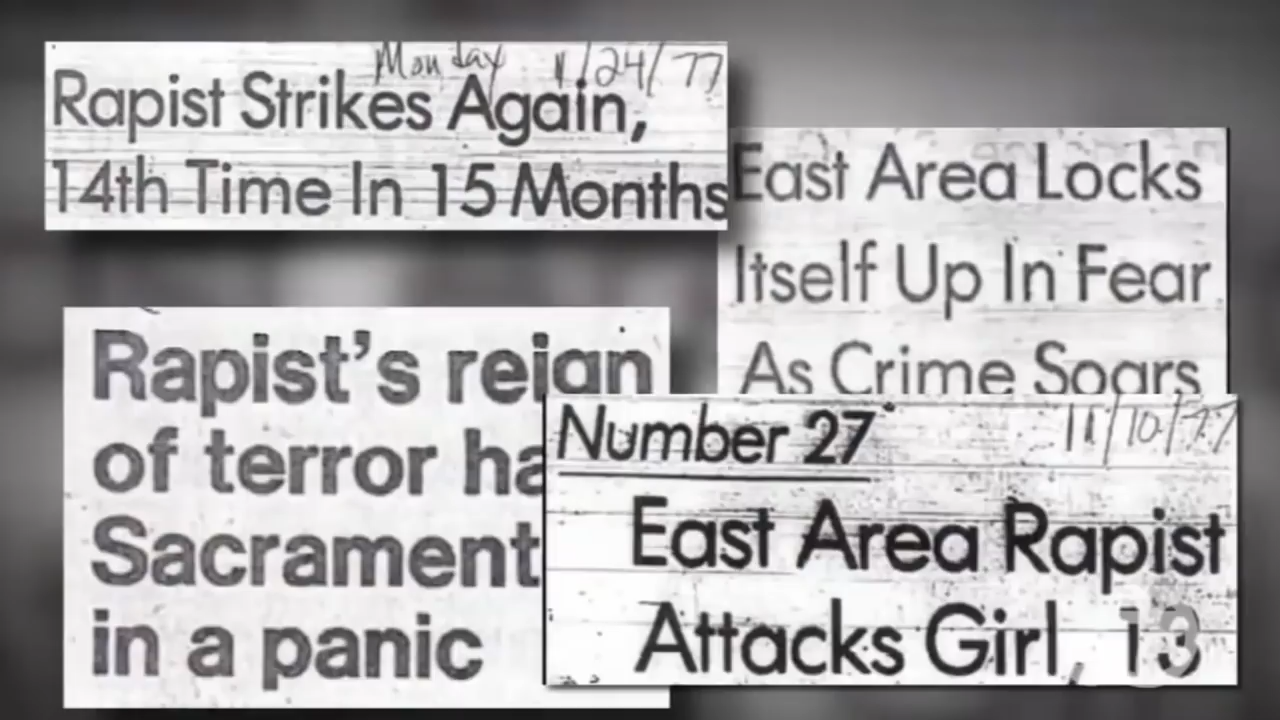 Monday 1/24/77
Rapist Strikes Again,
14th Time In 15 Months
East Area Locks
Itself Up In Fear
As Crime Soars
Rapist's reign
of terror ha
Sacrament
in a panic
Number 27 11/10/77
East Area Rapist
Attacks Girl, 13